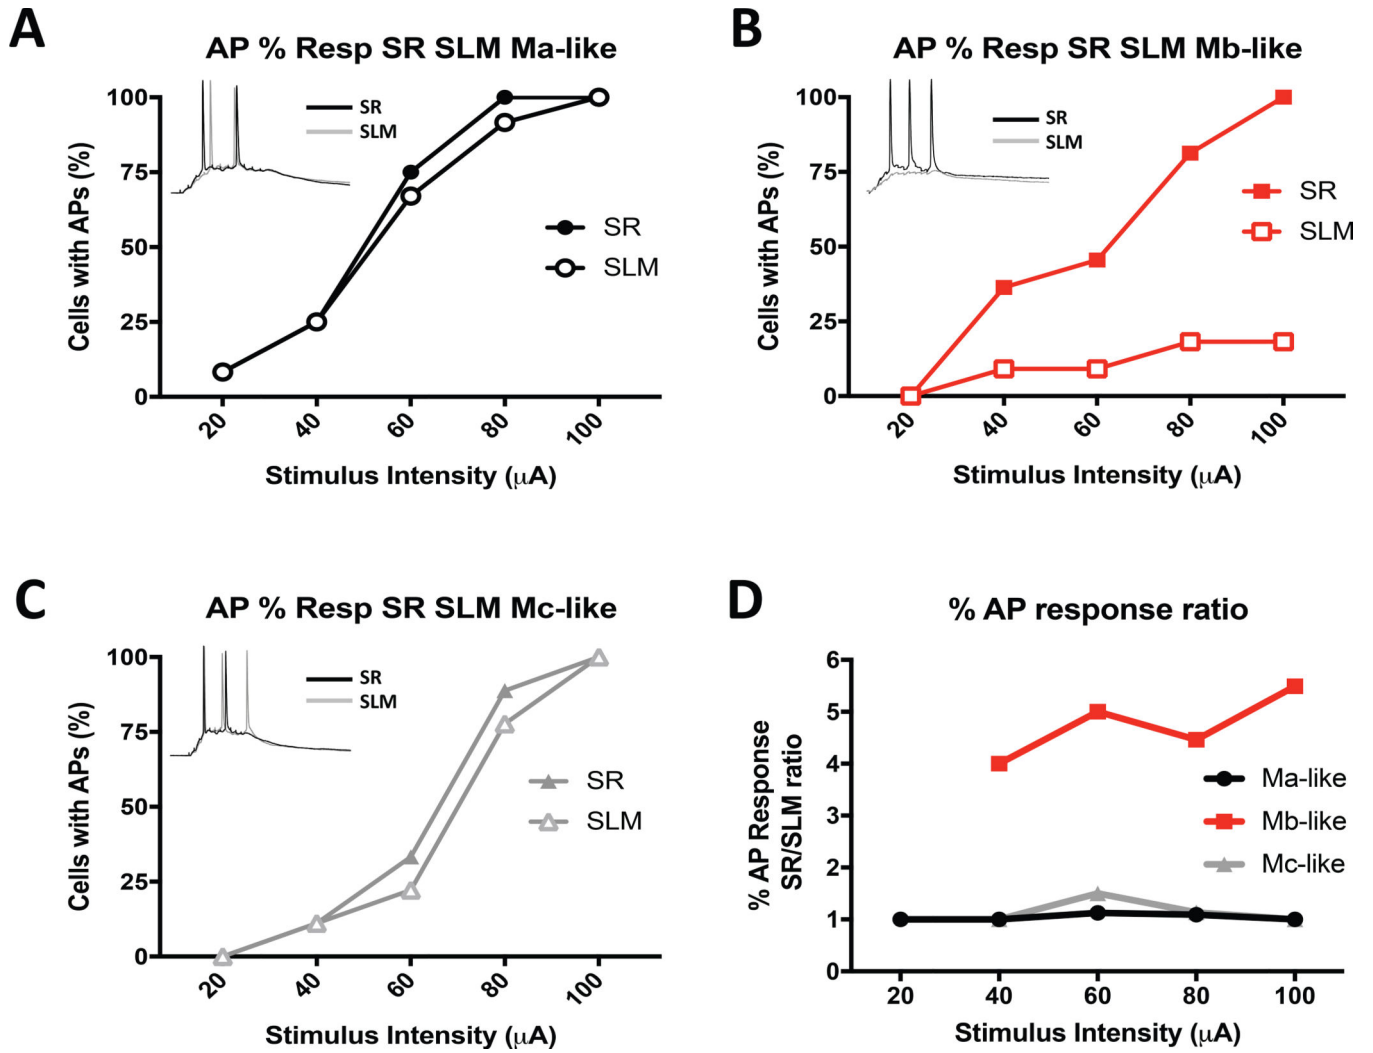 A
AP % Resp SR SLM Ma-like
Cells with APs (%)
100
75
50
25
0
SR
SLM
SR
SLM
20
40
60
80
100
Stimulus Intensity (μA)
B
AP % Resp SR SLM Mb-like
Cells with APs (%)
100
75
50
25
0
SR
SLM
SR
SLM
20
40
60
80
100
Stimulus Intensity (μA)
C
AP % Resp SR SLM Mc-like
Cells with APs (%)
100
75
50
25
0
SR
SLM
SR
SLM
20
40
60
80
100
Stimulus Intensity (μA)
D
% AP response ratio
% AP Response
SR/SLM ratio
6
5
4
3
2
1
0
Ma-like
Mb-like
Mc-like
20
40
60
80
100
Stimulus Intensity (μA)